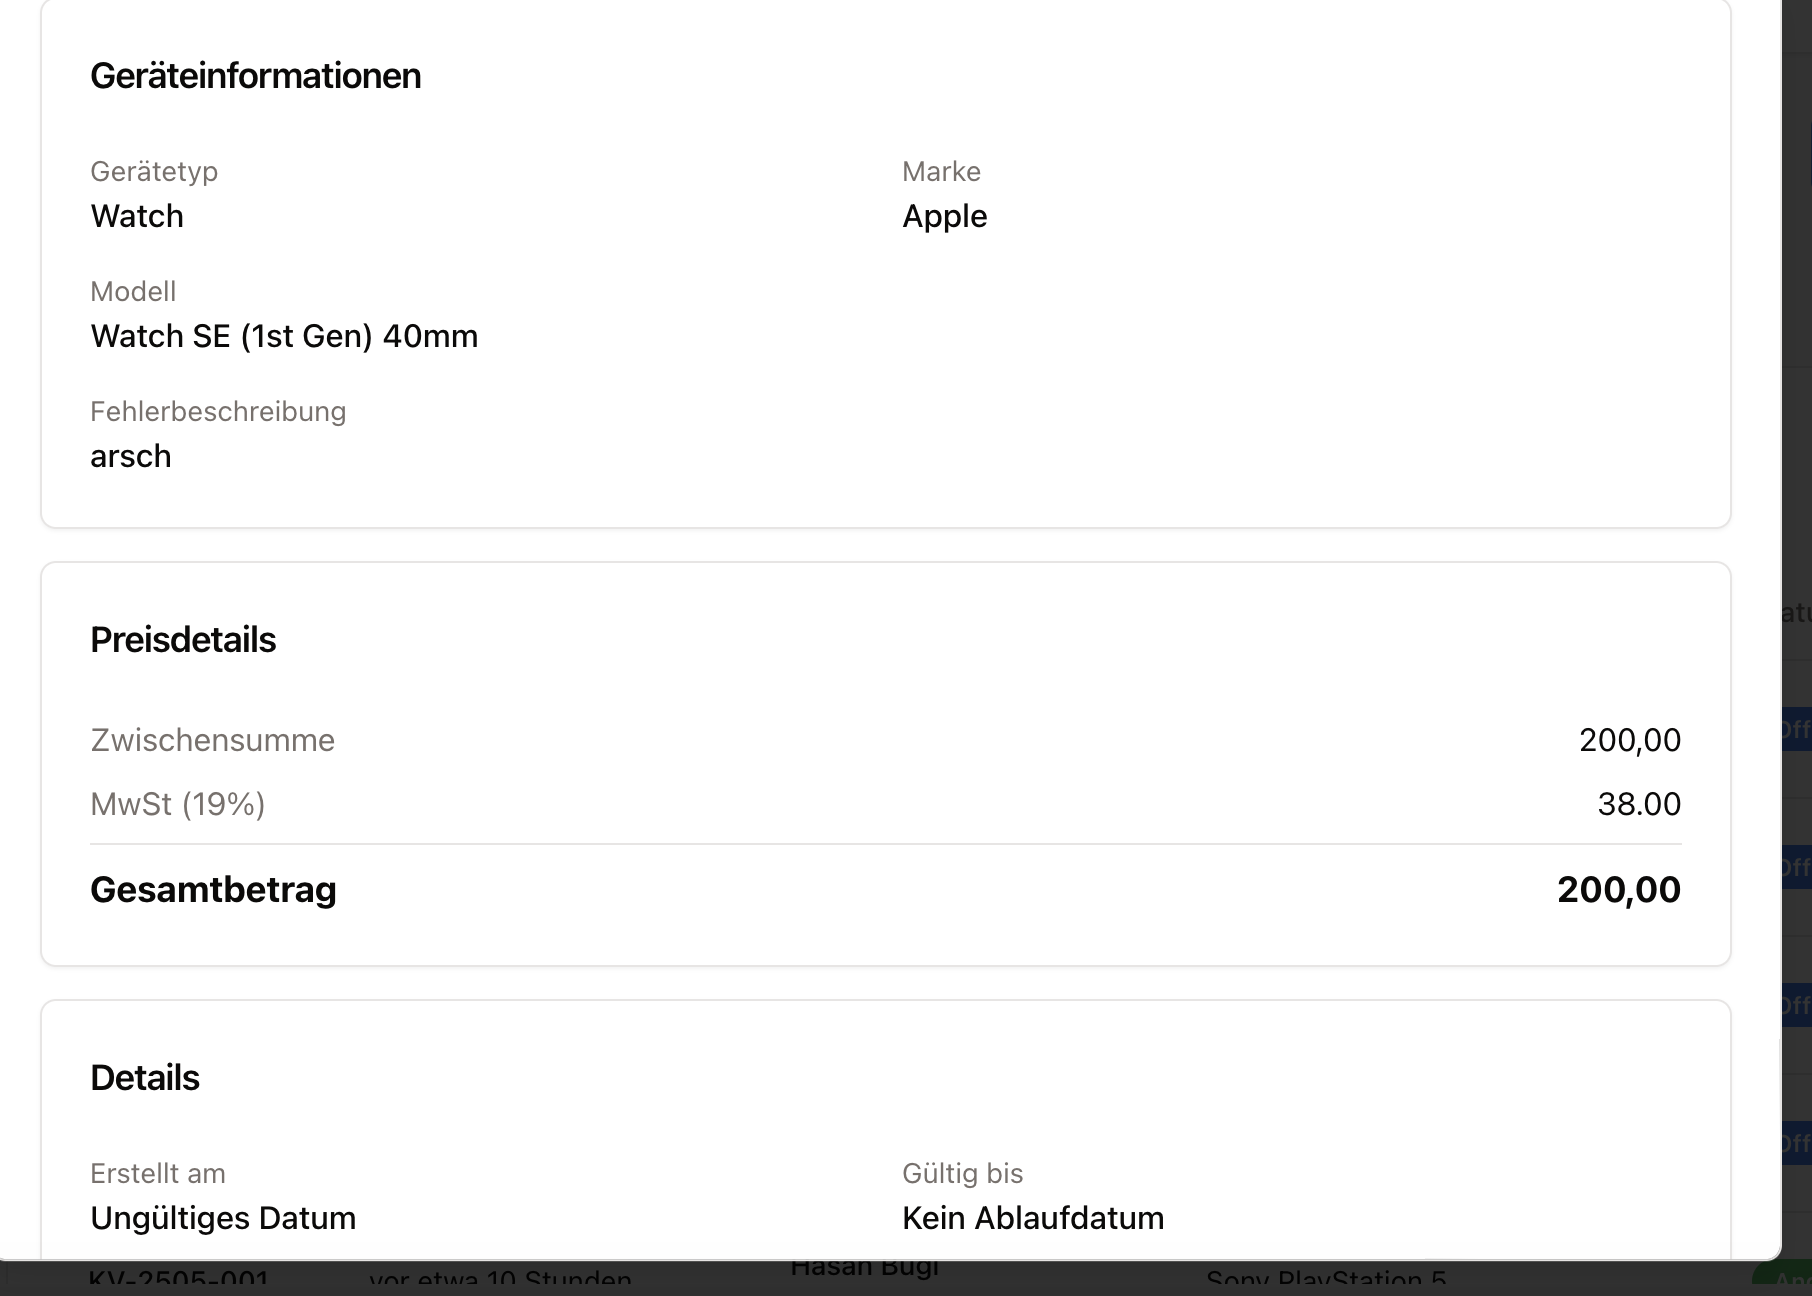 Geräteinformationen
Gerätetyp
Marke
Watch
Apple
Modell
Watch SE (1st Gen) 40mm
Fehlerbeschreibung
arsch
Preisdetails
Zwischensumme
200,00
MwSt (19%)
38.00
Gesamtbetrag
200,00
Details
Erstellt am
Gültig bis
Ungültiges Datum
Kein Ablaufdatum
KV-2505-001
vor etwa 10 Stunden
Hasan Bugi
Sony PlayStation 5